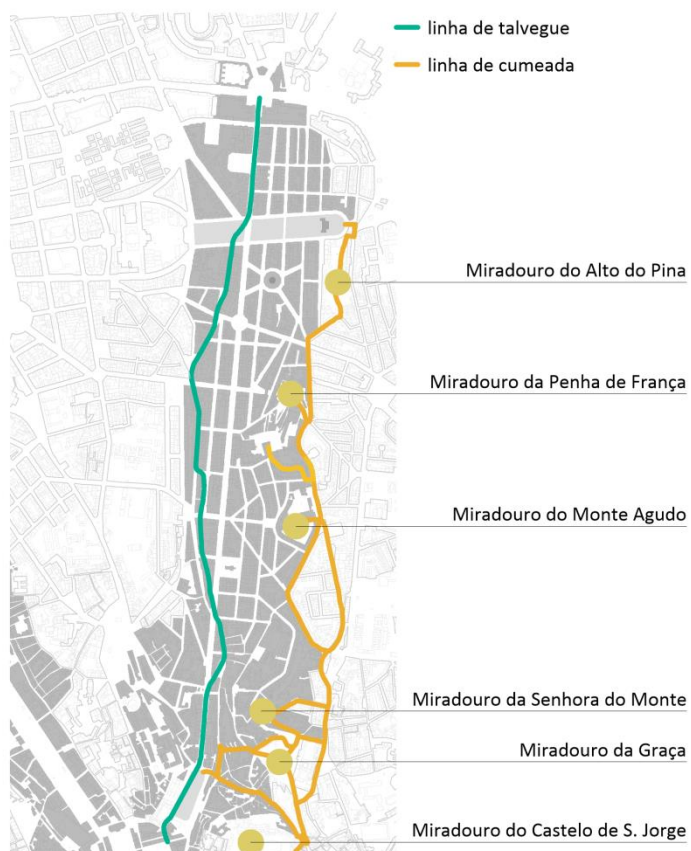 linha de talvegue
linha de cumeada
Miradouro do Alto do Pina
Miradouro da Penha de França
Miradouro do Monte Agudo
Miradouro da Senhora do Monte
Miradouro da Graça
Miradouro do Castelo de S. Jorge